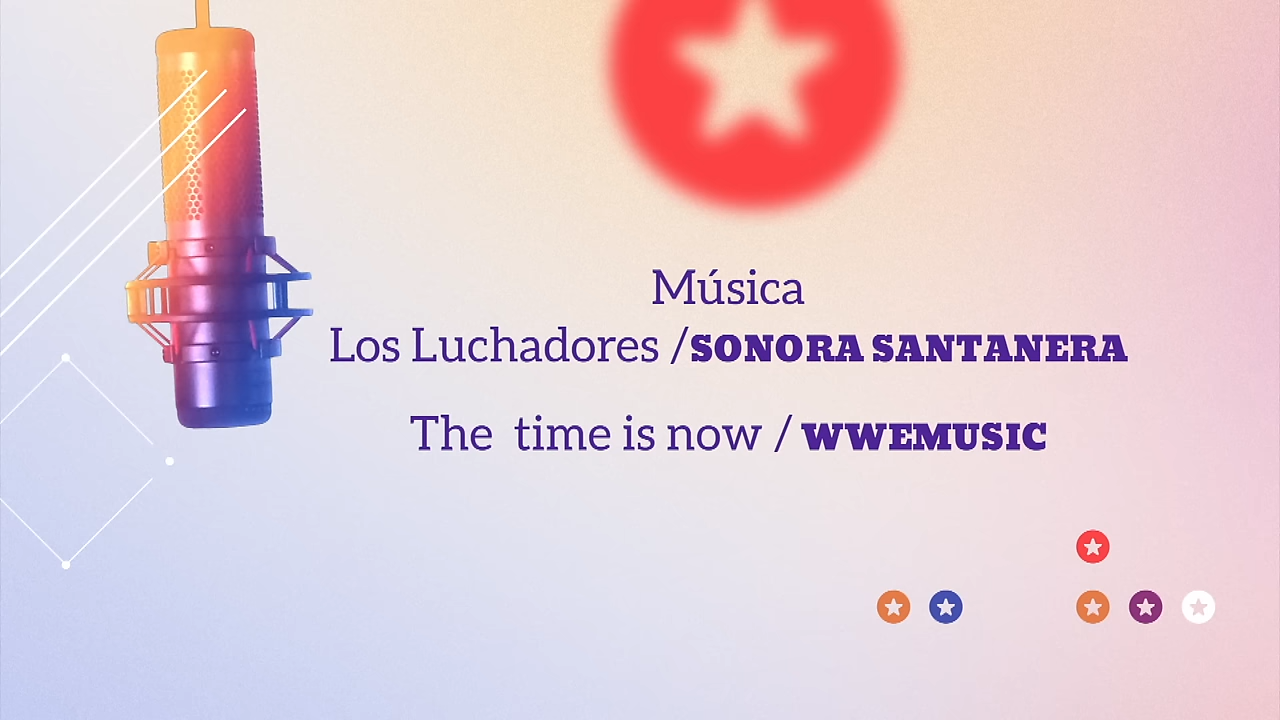 Música
Los Luchadores /SONORA SANTANERA
The time is now / WWEMUSIC